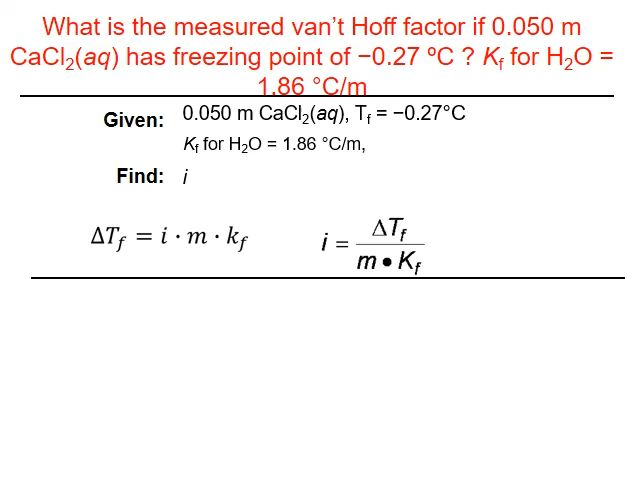 What is the measured van’t Hoff factor if 0.050 m
CaCl₂(aq) has freezing point of −0.27 ºC ? Kf for H₂O =
1.86 °C/m
Given: 0.050 m CaCl₂(aq), Tf = −0.27°C
Kf for H₂O = 1.86 °C/m,
Find: i
ΔTf = i · m · kf
i = ΔTf / m • Kf